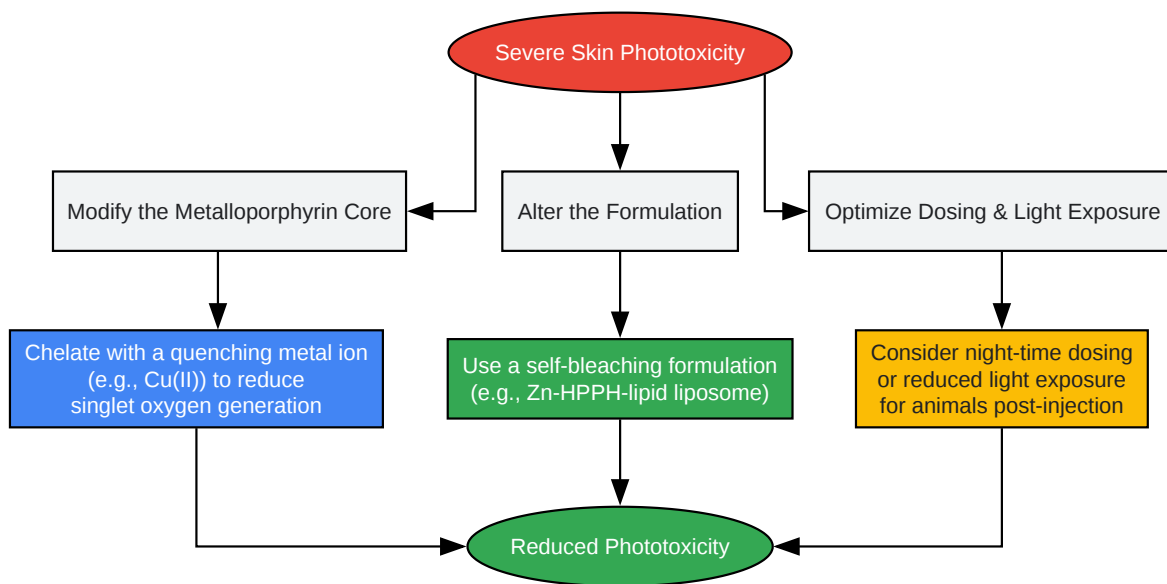 Severe Skin Phototoxicity
Modify the Metalloporphyrin Core
Alter the Formulation
Optimize Dosing & Light Exposure
Chelate with a quenching metal ion
(e.g., Cu(II)) to reduce
singlet oxygen generation
Use a self-bleaching formulation
(e.g., Zn-HPPH-lipid liposome)
Consider night-time dosing
or reduced light exposure
for animals post-injection
Reduced Phototoxicity